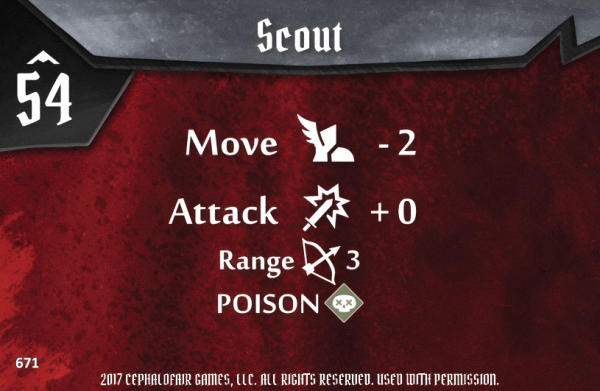 Scout
54
Move - 2
Attack + 0
Range 3
POISON
671
2017 CEPHALOFAIR GAMES, LLC. ALL RIGHTS RESERVED. USED WITH PERMISSION.